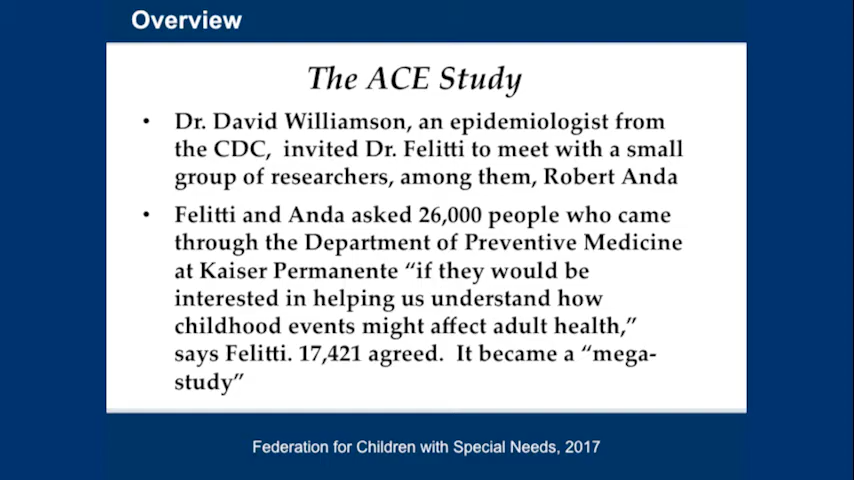 Overview
The ACE Study
• Dr. David Williamson, an epidemiologist from
the CDC, invited Dr. Felitti to meet with a small
group of researchers, among them, Robert Anda
• Felitti and Anda asked 26,000 people who came
through the Department of Preventive Medicine
at Kaiser Permanente “if they would be
interested in helping us understand how
childhood events might affect adult health,”
says Felitti. 17,421 agreed. It became a “mega-
study”
Federation for Children with Special Needs, 2017